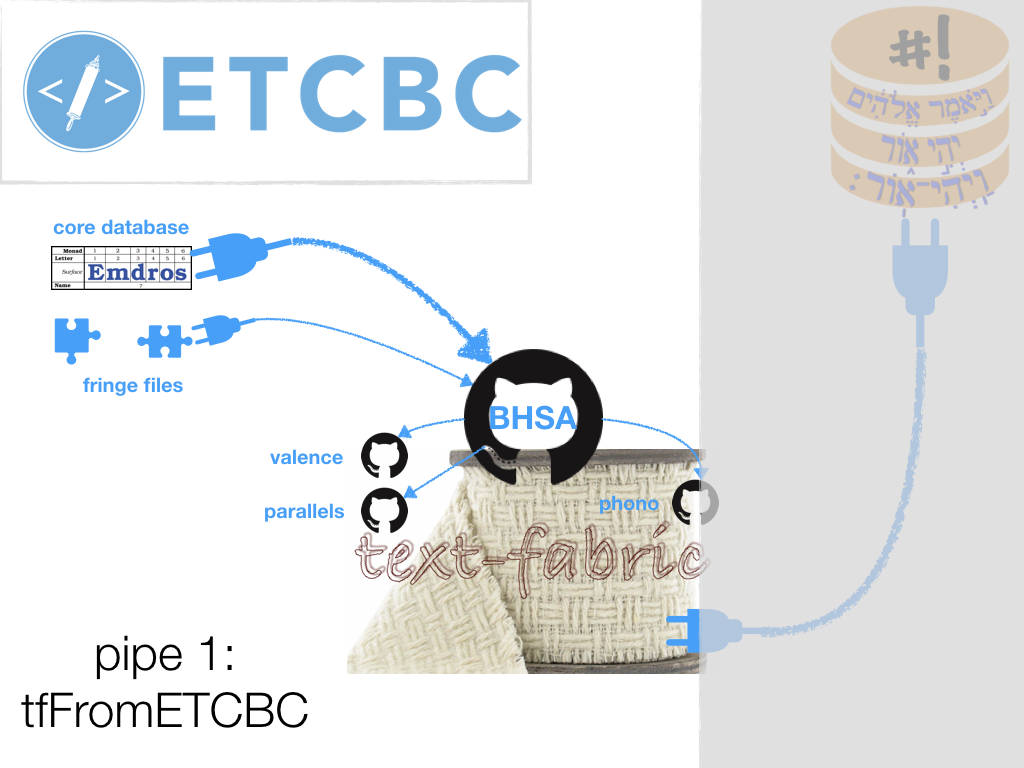 </> ETCBC
#!
וַיֹּאמֶר אֱלֹהִים
יְהִי אוֹר
וַיְהִי־אוֹר׃
core database
Monad 1 2 3 4 5 6
Letter 1 2 3 4 5 6
Surface Emdros
Name 7
fringe files
BHSA
valence
parallels
phono
text-fabric
pipe 1:
tfFromETCBC